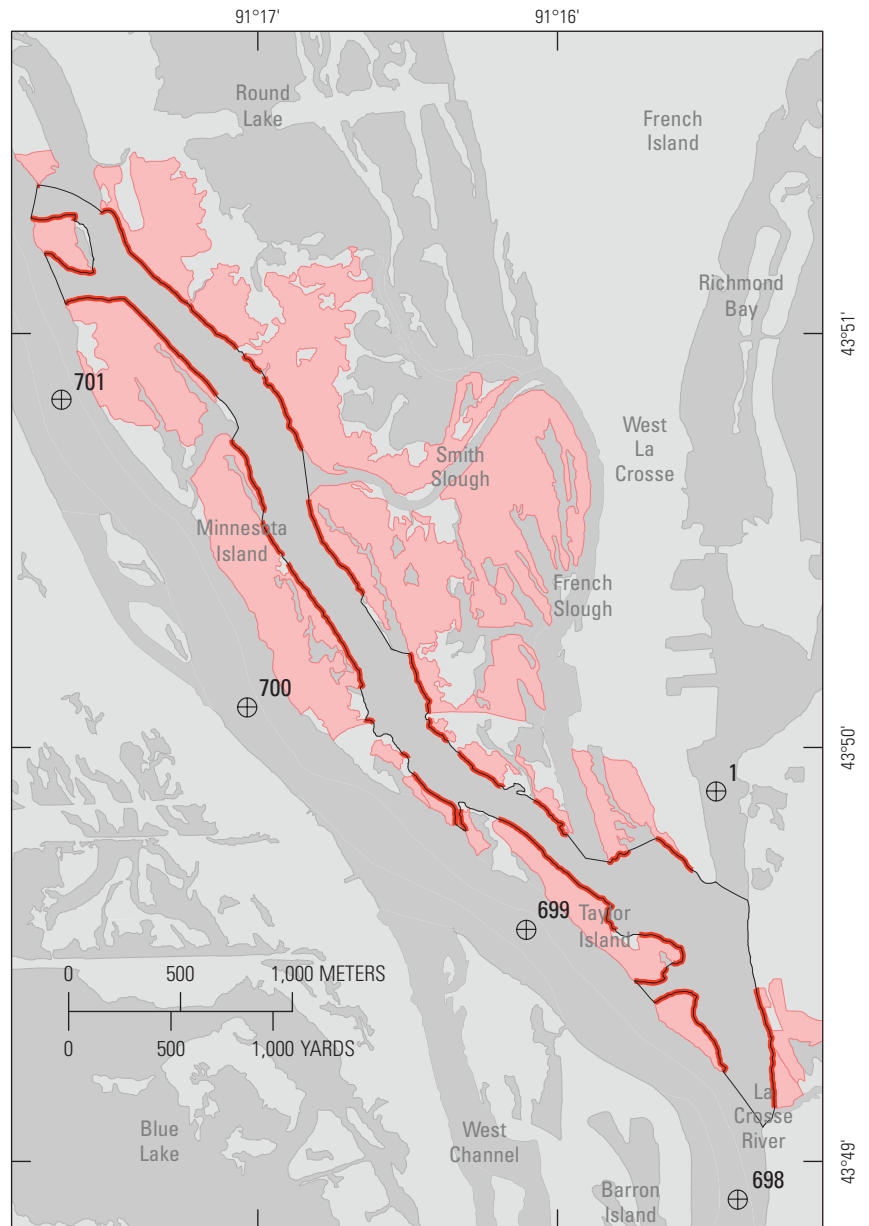 91°17'
91°16'
Round
Lake
French
Island
Richmond
Bay
43°51'
701
West
La
Crosse
Smith
Slough
Minnesota
Island
French
Slough
700
43°50'
1
699
Taylor
Island
0 500 1,000 METERS
0 500 1,000 YARDS
La
Crosse
River
Blue
Lake
West
Channel
43°49'
Barron
Island
698